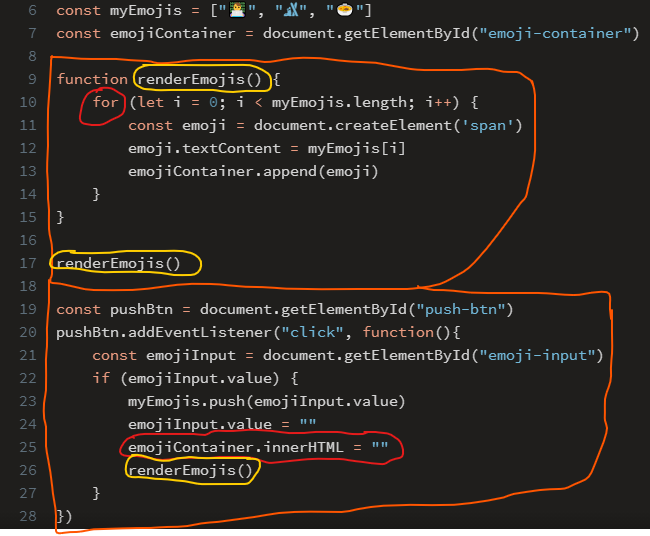 6 const myEmojis = ["👨‍💻", "⛷", "🍲"]
7 const emojiContainer = document.getElementById("emoji-container")
8
9 function renderEmojis() {
10 for (let i = 0; i < myEmojis.length; i++) {
11 const emoji = document.createElement('span')
12 emoji.textContent = myEmojis[i]
13 emojiContainer.append(emoji)
14 }
15 }
16
17 renderEmojis()
18
19 const pushBtn = document.getElementById("push-btn")
20 pushBtn.addEventListener("click", function(){
21 const emojiInput = document.getElementById("emoji-input")
22 if (emojiInput.value) {
23 myEmojis.push(emojiInput.value)
24 emojiInput.value = ""
25 emojiContainer.innerHTML = ""
26 renderEmojis()
27 }
28 })